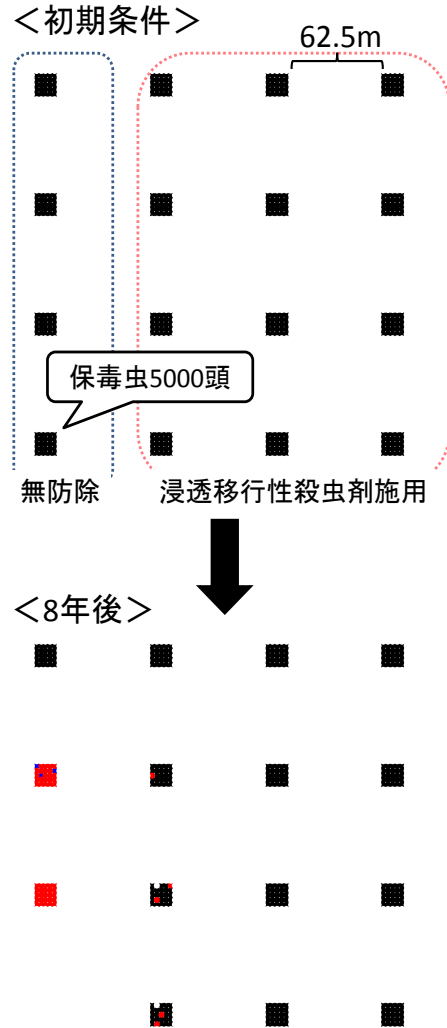 ＜初期条件＞
62.5m
保毒虫5000頭
無防除
浸透移行性殺虫剤施用
＜8年後＞